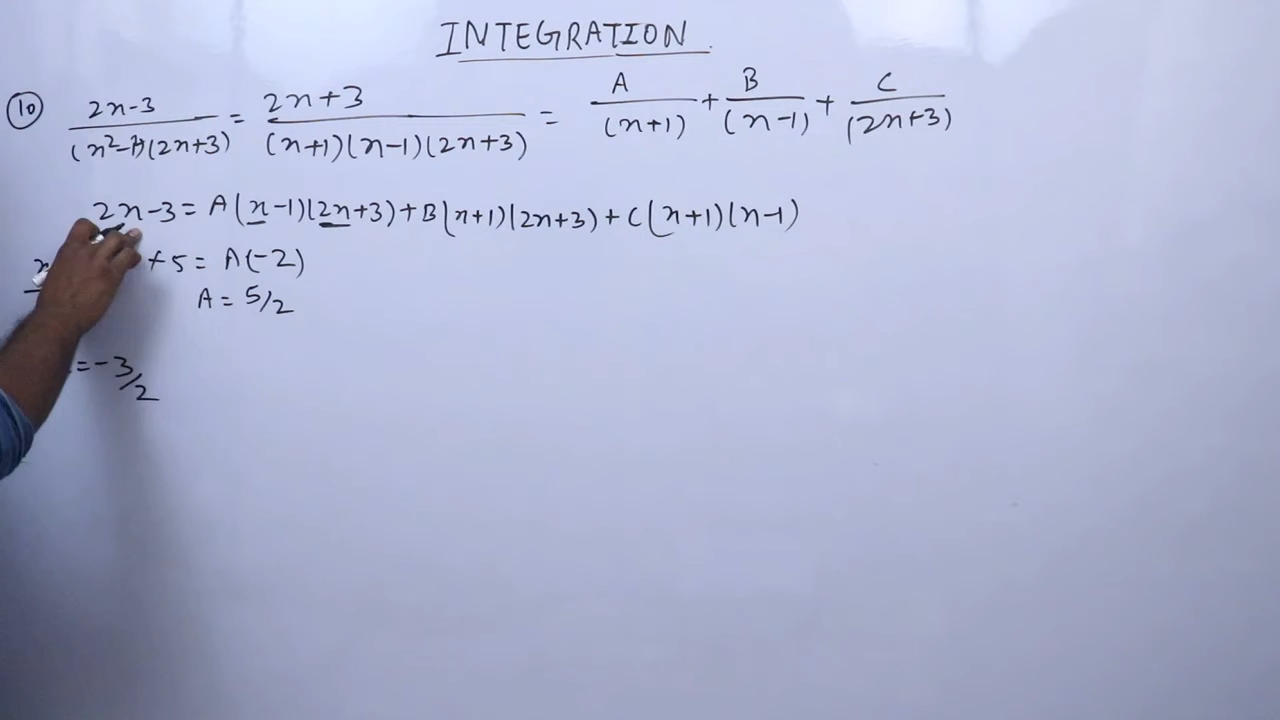 INTEGRATION
10 2x-3/(x²-1)(2x+3) = 2x+3/(x+1)(x-1)(2x+3) = A/(x+1) + B/(x-1) + C/(2x+3)
2x-3 = A(x-1)(2x+3)+B(x+1)(2x+3)+C(x+1)(x-1)
+5 = A(-2)
A = 5/2
=-3/2